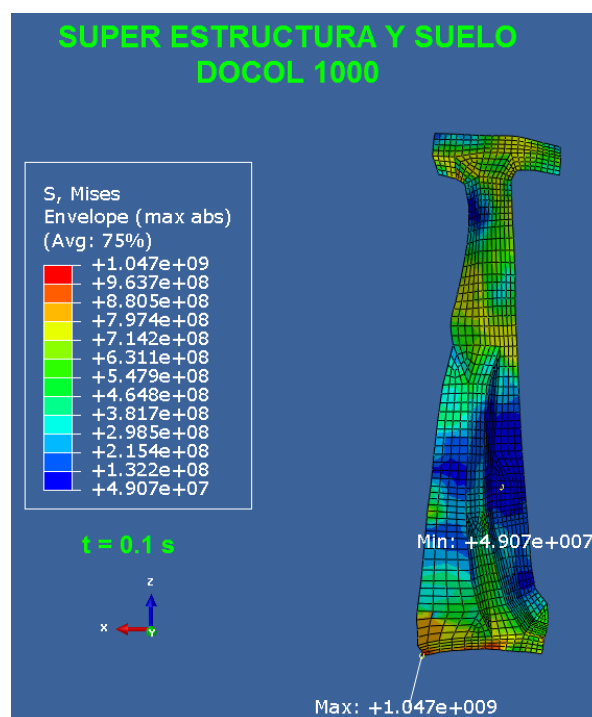 SUPER ESTRUCTURA Y SUELO
DOCOL 1000
S, Mises
Envelope (max abs)
(Avg: 75%)
+1.047e+09
+9.637e+08
+8.805e+08
+7.974e+08
+7.142e+08
+6.311e+08
+5.479e+08
+4.648e+08
+3.817e+08
+2.985e+08
+2.154e+08
+1.322e+08
+4.907e+07
t = 0.1 s
Min: +4.907e+007
z
x
Y
Max: +1.047e+009